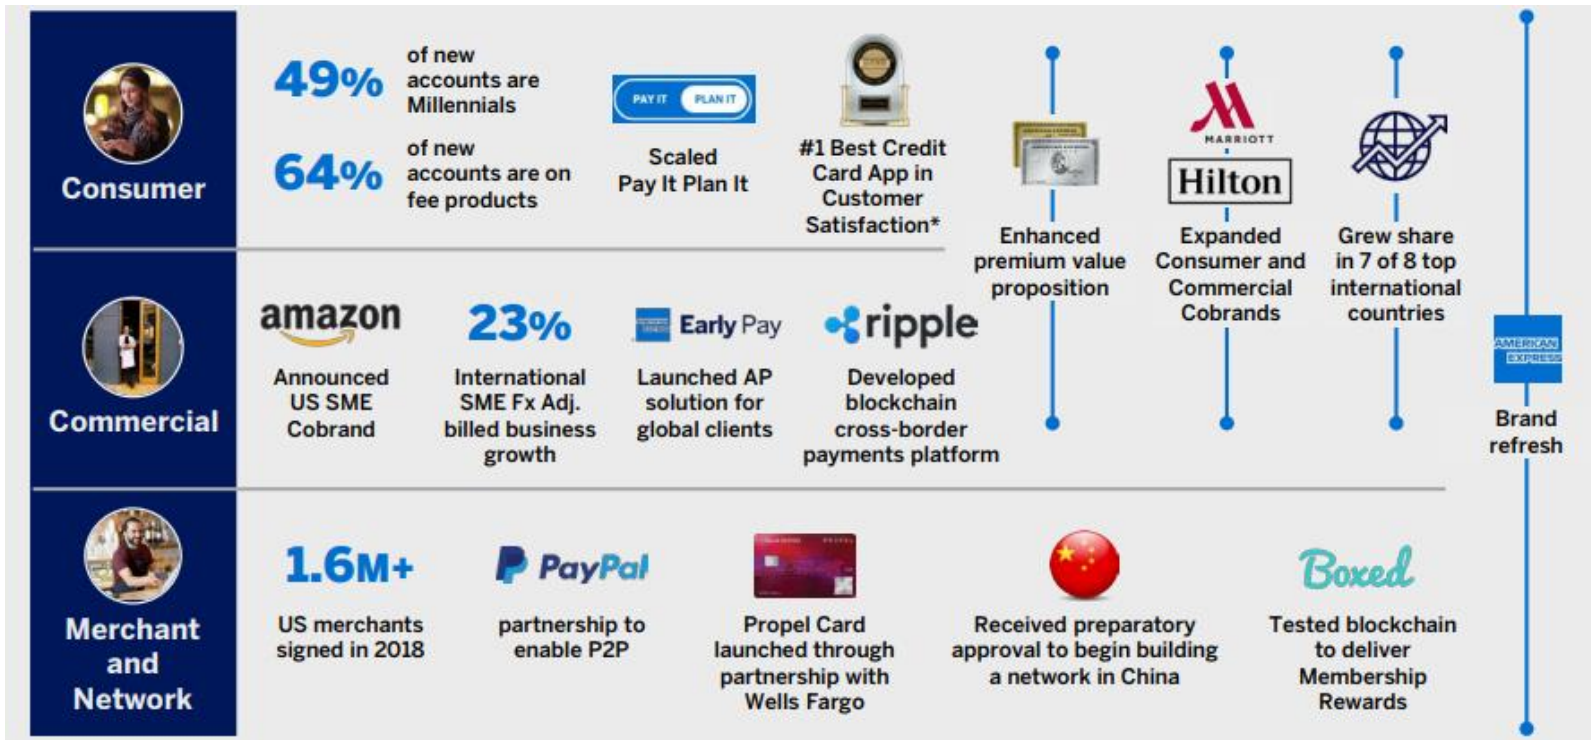 Consumer
49%
of new
accounts are
Millennials
64%
of new
accounts are on
fee products
PAY IT PLAN IT
Scaled
Pay It Plan It
#1 Best Credit
Card App in
Customer
Satisfaction*
Enhanced
premium value
proposition
MARRIOTT
Hilton
Expanded
Consumer and
Commercial
Cobrands
Grew share
in 7 of 8 top
international
countries
AMERICAN
EXPRESS
Brand
refresh
Commercial
amazon
Announced
US SME
Cobrand
23%
International
SME Fx Adj.
billed business
growth
Early Pay
Launched AP
solution for
global clients
ripple
Developed
blockchain
cross-border
payments platform
Merchant
and
Network
1.6M+
US merchants
signed in 2018
PayPal
partnership to
enable P2P
Propel Card
launched through
partnership with
Wells Fargo
Received preparatory
approval to begin building
a network in China
Boxed
Tested blockchain
to deliver
Membership
Rewards